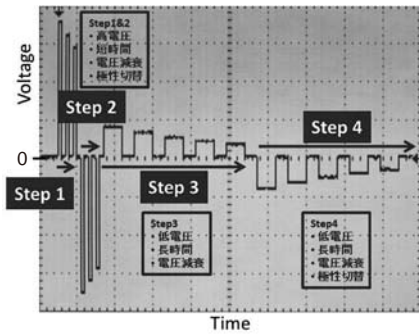 Step1&2
• 高電圧
• 短時間
• 電圧減衰
• 極性切替
Voltage
Step 2
Step 4
0
Step 1
Step 3
Step3
• 低電圧
• 長時間
• 電圧減衰
Step4
• 低電圧
• 長時間
• 電圧減衰
• 極性切替
Time